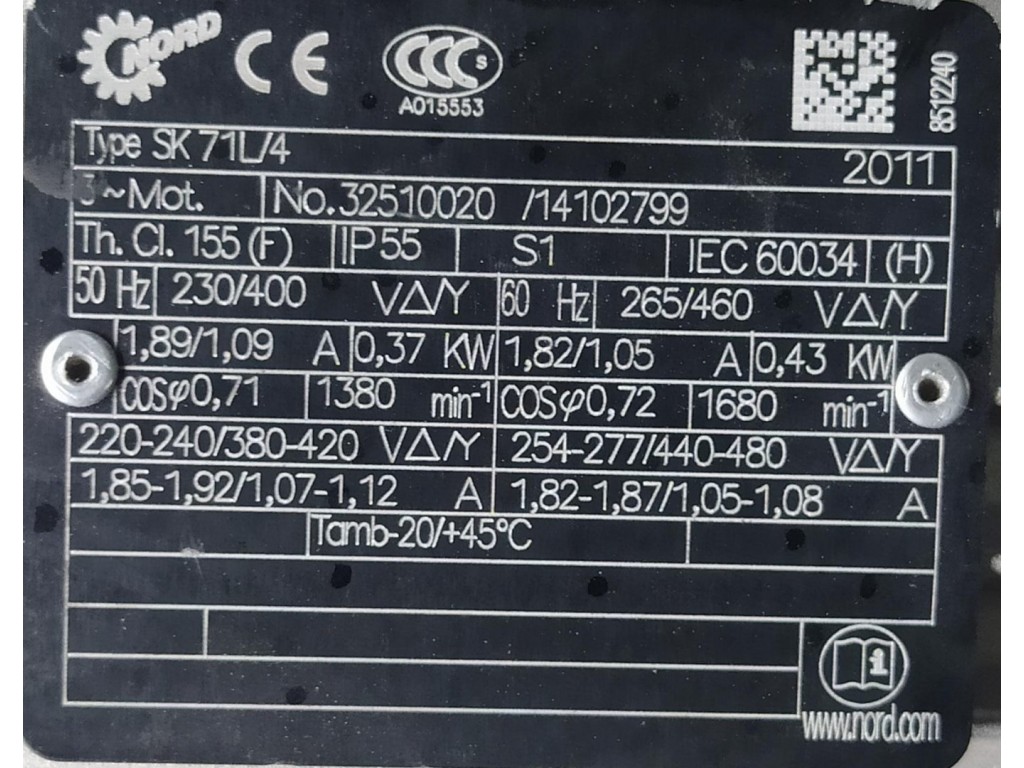 NORD CE CCC S
A015553
8512240
Type SK 71L/4 2011
3~Mot. No.32510020 /14102799
Th. Cl. 155 (F) IP55 S1 IEC 60034 (H)
50 Hz 230/400 V△/Y 60 Hz 265/460 V△/Y
1,89/1,09 A 0,37 KW 1,82/1,05 A 0,43 KW
COSφ0,71 1380 min⁻¹ COSφ0,72 1680 min⁻¹
220-240/380-420 V△/Y 254-277/440-480 V△/Y
1,85-1,92/1,07-1,12 A 1,82-1,87/1,05-1,08 A
Tamb-20/+45°C
i
www.nord.com